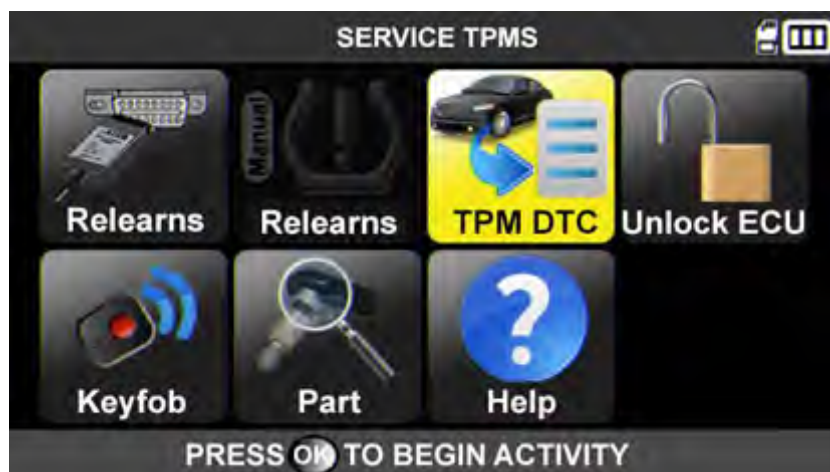 SERVICE TPMS
Manual
Relearns
Relearns
TPM DTC
Unlock ECU
Keyfob
Part
Help
PRESS OK TO BEGIN ACTIVITY